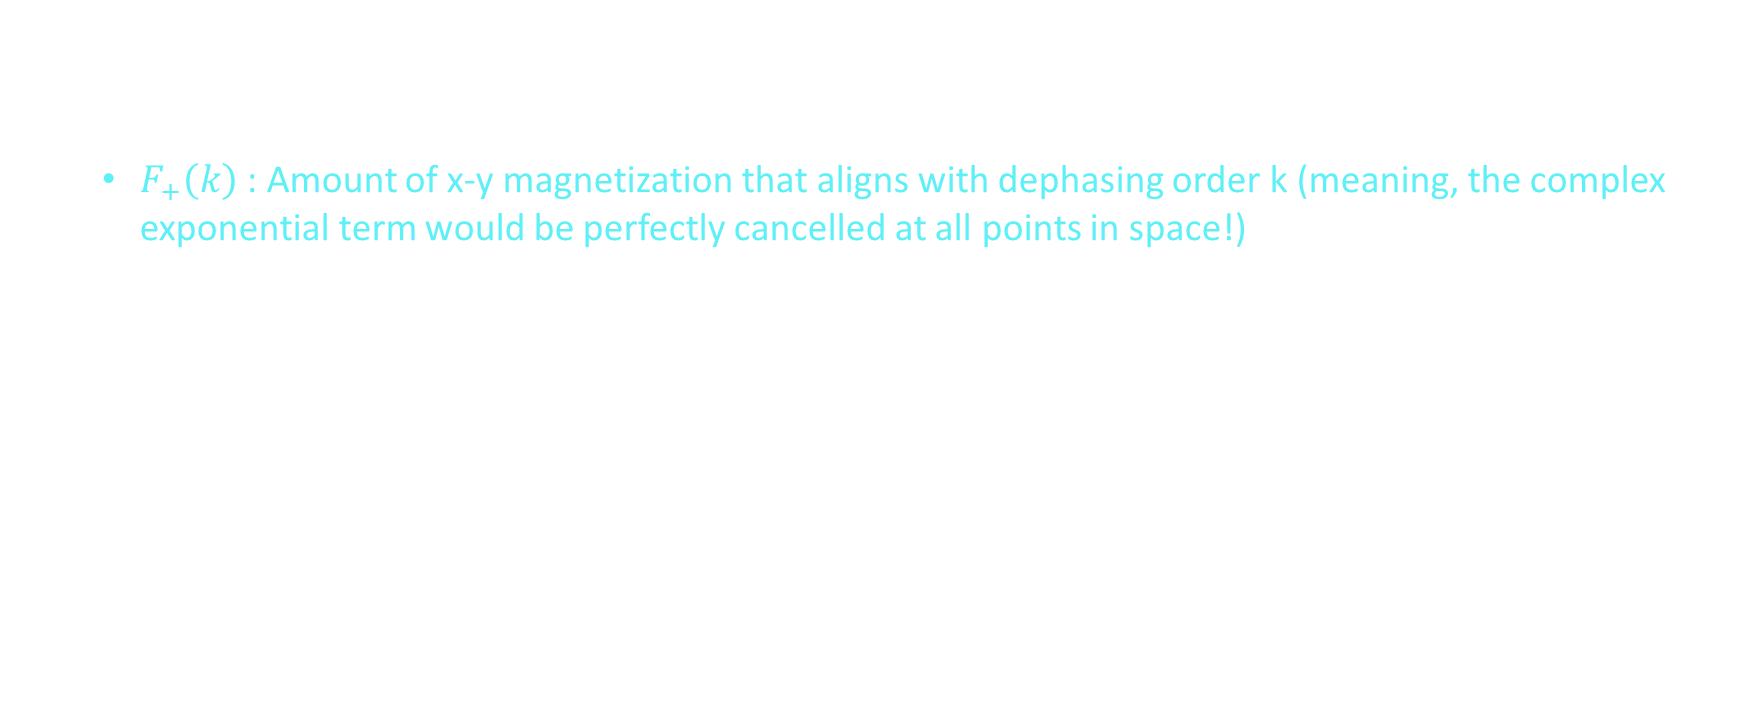 • F₊(k) : Amount of x-y magnetization that aligns with dephasing order k (meaning, the complex
exponential term would be perfectly cancelled at all points in space!)